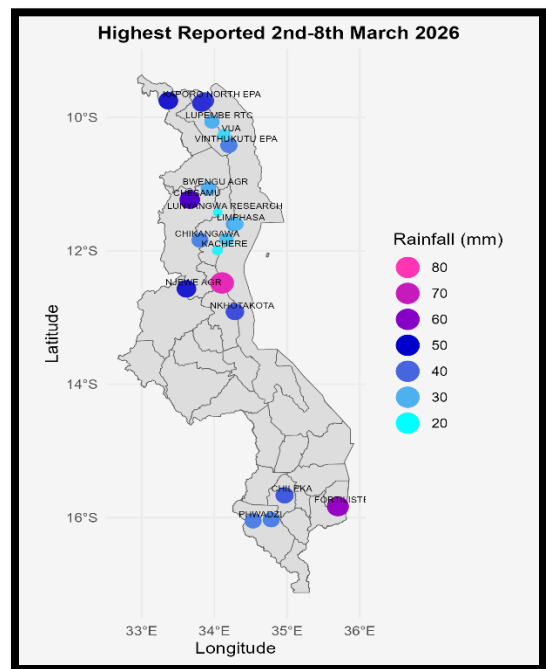 Highest Reported 2nd-8th March 2026
KAPORO NORTH EPA
LUPEMBE RTC
VUA
VINTHUKUTU EPA
BWENGU AGR
CHESAMU
LUNYANGWA RESEARCH
LIMPHASA
CHIKANGAWA
KACHERE
NJEWE AGR
NKHOTAKOTA
CHILEKA
PHWADZI
10°S
12°S
14°S
16°S
Latitude
33°E 34°E 35°E 36°E
Longitude
Rainfall (mm)
80
70
60
50
40
30
20